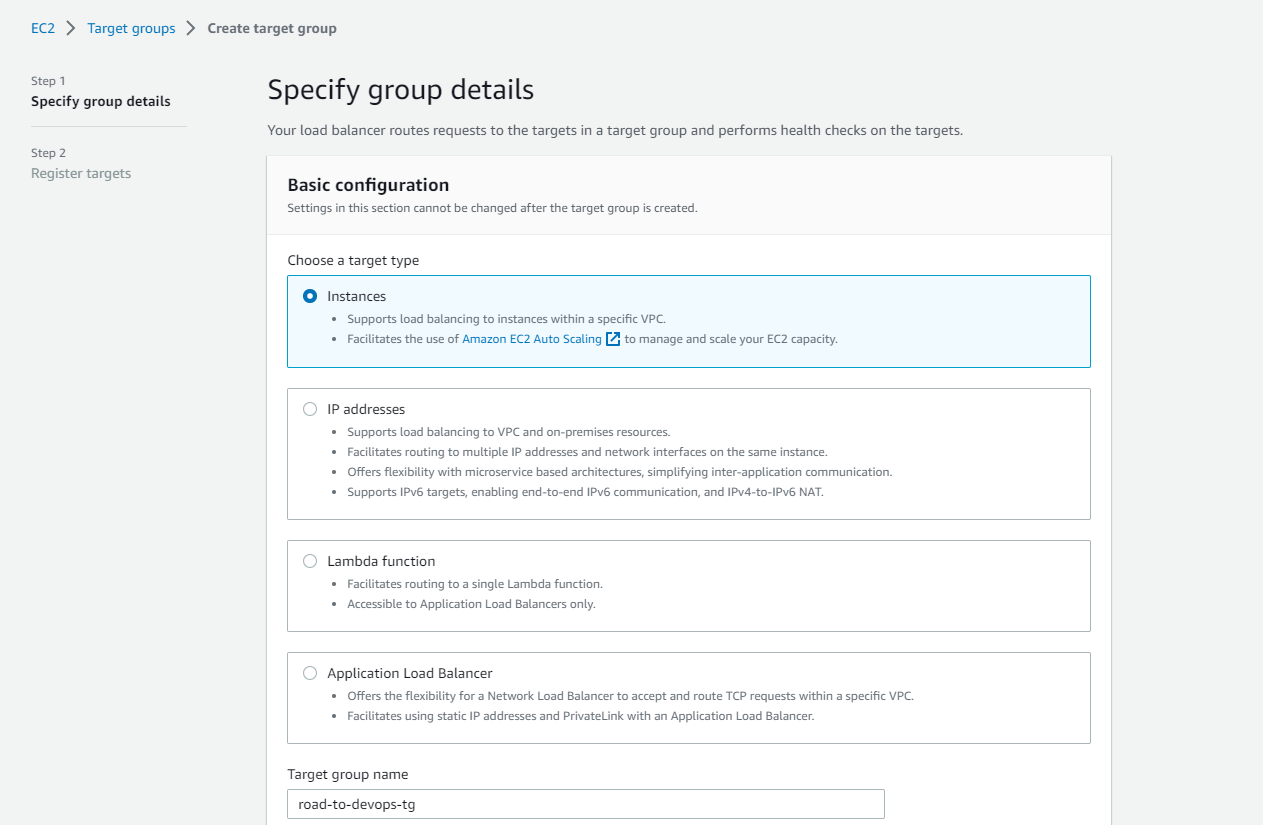 EC2 > Target groups > Create target group
Step 1
Specify group details
Step 2
Register targets
Specify group details
Your load balancer routes requests to the targets in a target group and performs health checks on the targets.
Basic configuration
Settings in this section cannot be changed after the target group is created.
Choose a target type
Instances
• Supports load balancing to instances within a specific VPC.
• Facilitates the use of Amazon EC2 Auto Scaling to manage and scale your EC2 capacity.
IP addresses
• Supports load balancing to VPC and on-premises resources.
• Facilitates routing to multiple IP addresses and network interfaces on the same instance.
• Offers flexibility with microservice based architectures, simplifying inter-application communication.
• Supports IPv6 targets, enabling end-to-end IPv6 communication, and IPv4-to-IPv6 NAT.
Lambda function
• Facilitates routing to a single Lambda function.
• Accessible to Application Load Balancers only.
Application Load Balancer
• Offers the flexibility for a Network Load Balancer to accept and route TCP requests within a specific VPC.
• Facilitates using static IP addresses and PrivateLink with an Application Load Balancer.
Target group name
road-to-devops-tg